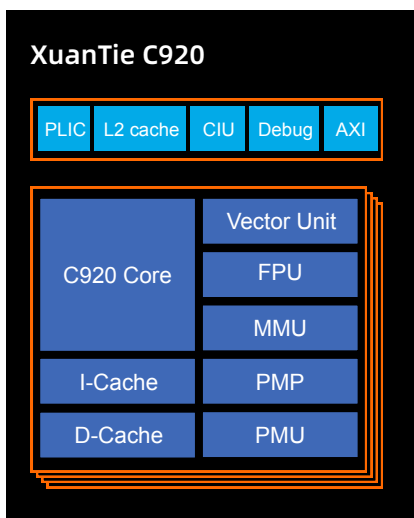 XuanTie C920
PLIC L2 cache CIU Debug AXI
Vector Unit
C920 Core FPU
MMU
I-Cache PMP
D-Cache PMU